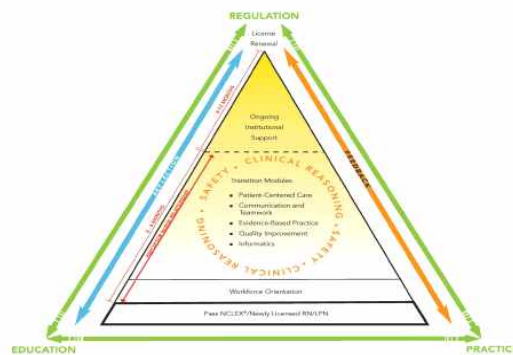 REGULATION
License
Renewal
Ongoing
Institutional
Support
SAFETY • CLINICAL REASONING • SAFETY • CLINICAL REASONING •
Transition Modules
• Patient-Centered Care
• Communication and
Teamwork
• Evidence-Based Practice
• Quality Improvement
• Informatics
FEEDBACK
Workforce Orientation
Pass NCLEX®/Newly Licensed RN/LPN
EDUCATION
PRACTIC